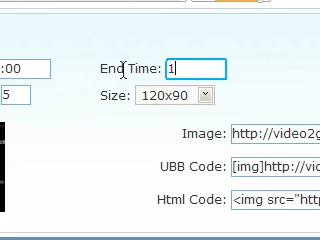 :00 End Time: 1
5 Size: 120x90
Image: http://video2g
UBB Code: [img]http://vic
Html Code: <img src="http